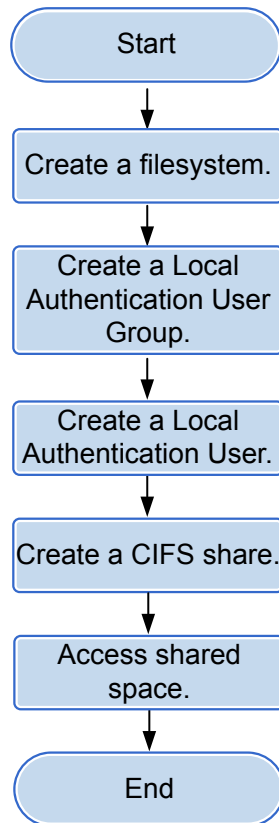 Start
Create a filesystem.
Create a Local
Authentication User
Group.
Create a Local
Authentication User.
Create a CIFS share.
Access shared
space.
End